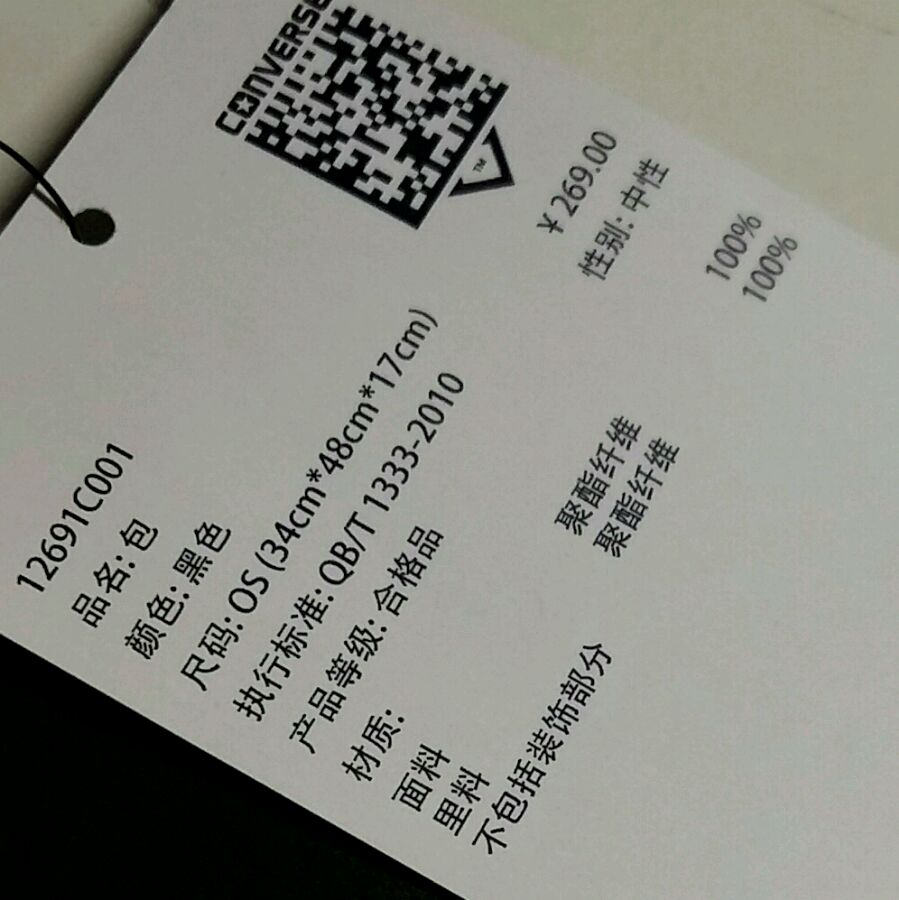 CONVERSE
TM
12691C001
¥269.00
品名: 包
性别: 中性
颜色: 黑色
尺码: OS (34cm*48cm*17cm)
执行标准: QB/T 1333-2010
产品等级: 合格品
材质:
面料 聚酯纤维 100%
里料 聚酯纤维 100%
不包括装饰部分